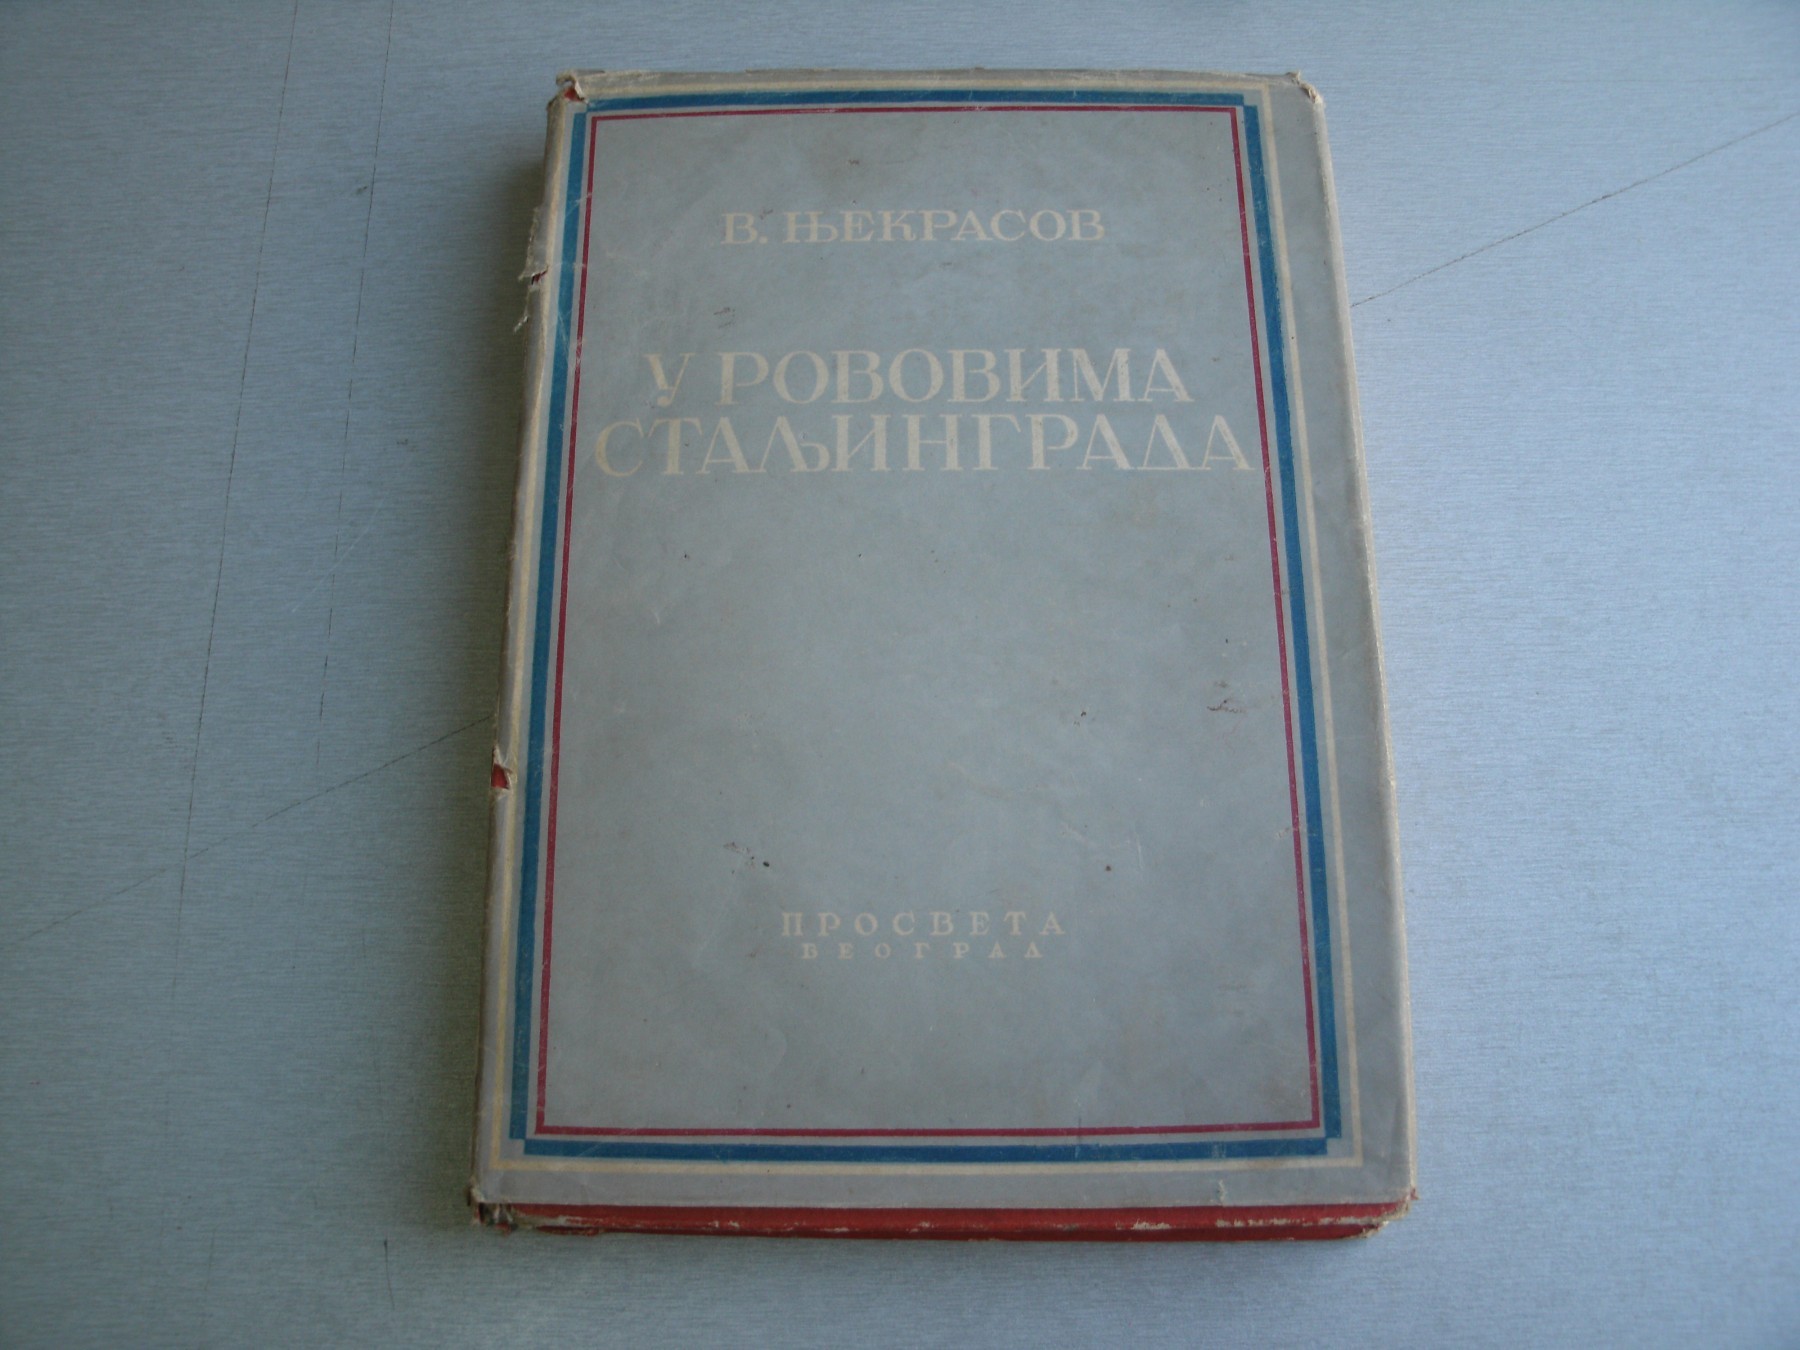 В. ЊЕКРАСОВ
У РОВОВИМА
СТАЉИНГРАДА
ПРОСВЕТА
БЕОГРАД